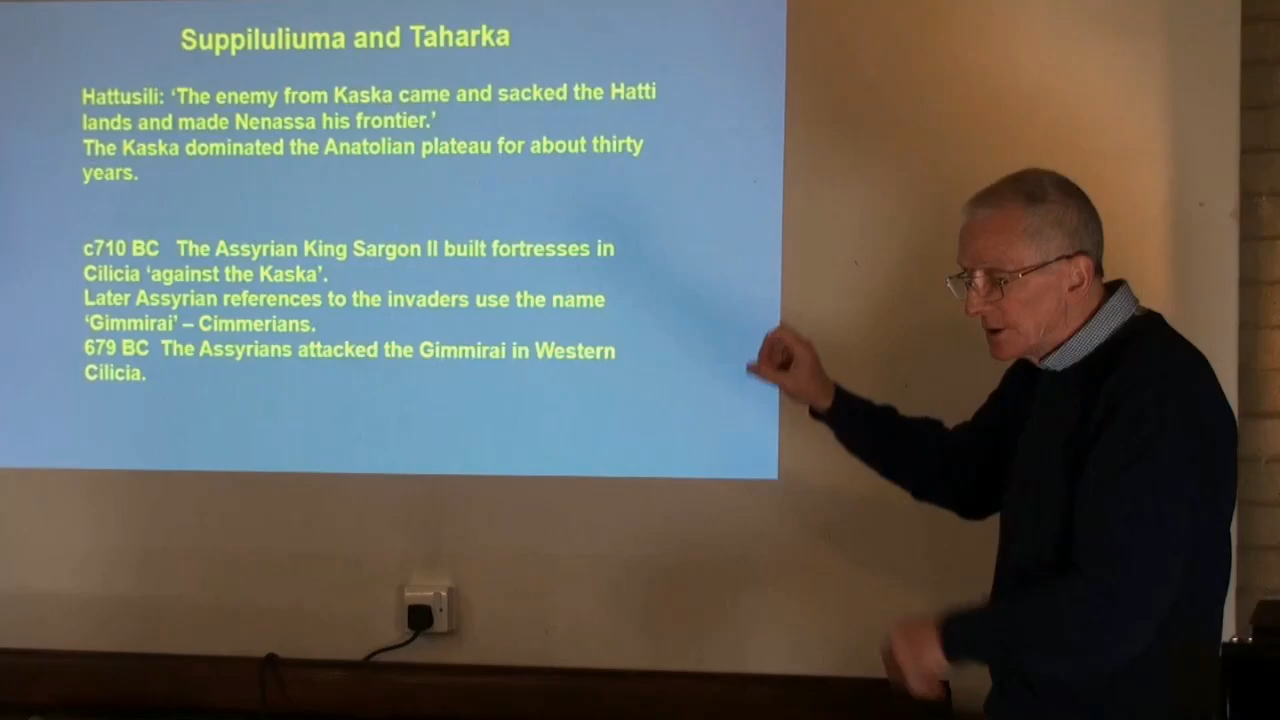 Suppiluliuma and Taharka
Hattusili: ‘The enemy from Kaska came and sacked the Hatti
lands and made Nenassa his frontier.’
The Kaska dominated the Anatolian plateau for about thirty
years.
c710 BC The Assyrian King Sargon II built fortresses in
Cilicia ‘against the Kaska’.
Later Assyrian references to the invaders use the name
‘Gimmirai’ – Cimmerians.
679 BC The Assyrians attacked the Gimmirai in Western
Cilicia.